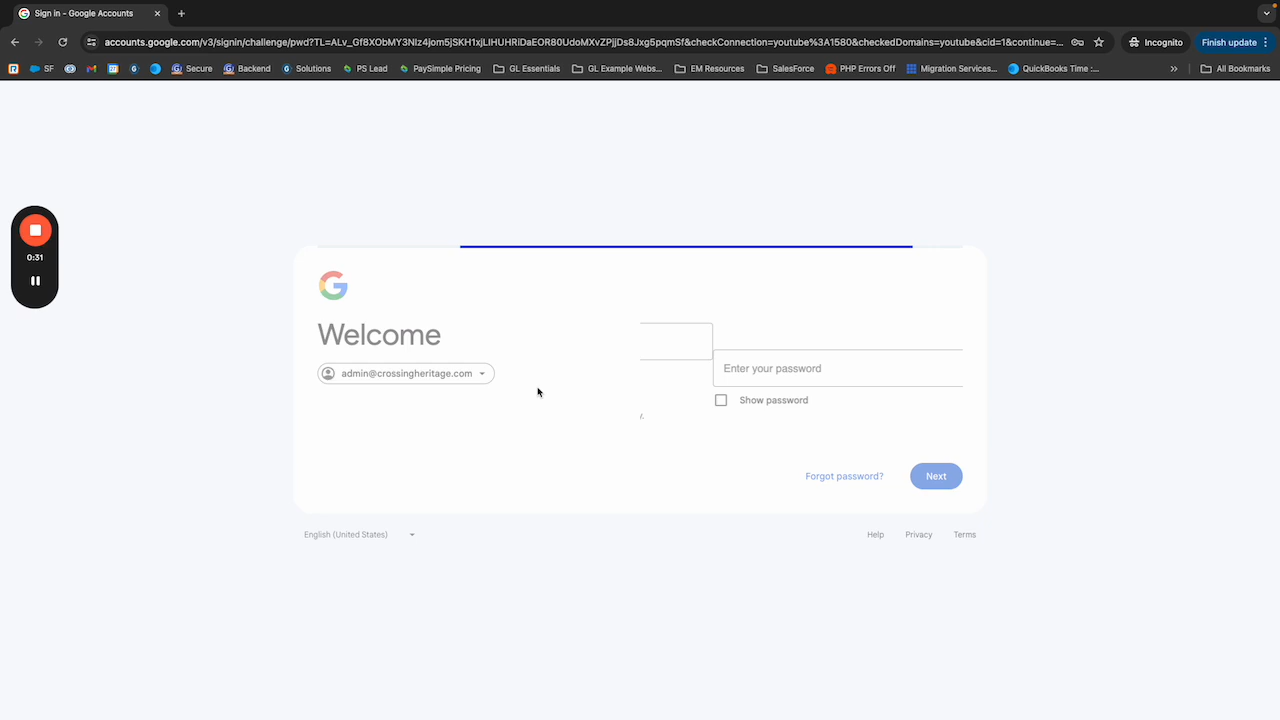 Sign in - Google Accounts
accounts.google.com/v3/signin/challenge/pwd?TL=ALv_Gf8XObMY3NIz4jom5jSKH1xjLIHUHRiDaEOR80UdoMXvZPjjDs8Jxg5pqmSf&checkConnection=youtube%3A1580&checkedDomains=youtube&cid=1&continue=...
Incognito
Finish update
SF
Secure
Backend
Solutions
PS Lead
PaySimple Pricing
GL Essentials
GL Example Webs...
EM Remotes
SalesForce
PHP Errors Off
Migration Services...
QuickBooks Time :...
»
All Bookmarks
0:31
Welcome
admin@crossingheritage.com
Enter your password
Show password
Forgot password?
Next
English (United States)
Help
Privacy
Terms